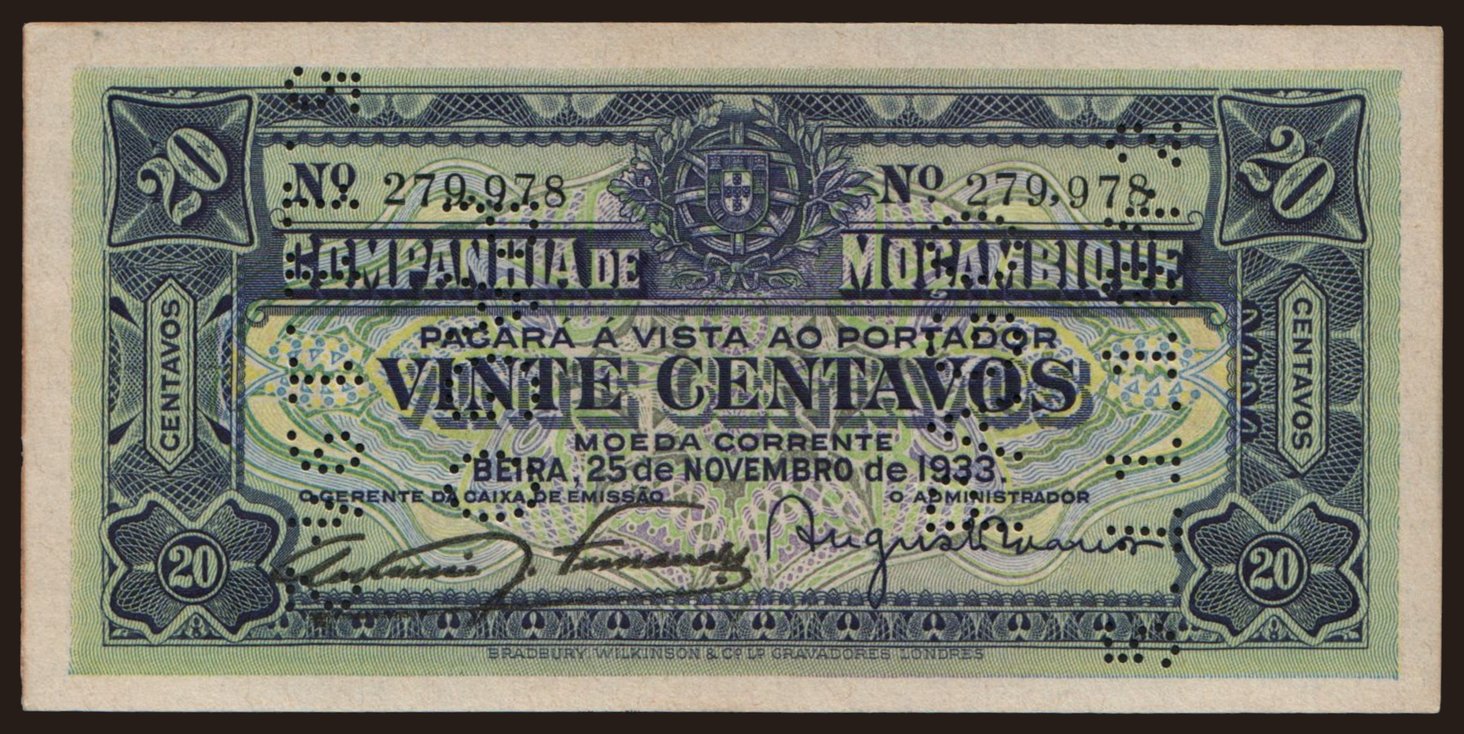 20 20
Nº 279,978 Nº 279,978
COMPANHIA DE MOÇAMBIQUE
PAGARÁ Á VISTA AO PORTADOR
VINTE CENTAVOS
CENTAVOS CENTAVOS
MOEDA CORRENTE
BEIRA, 25 de NOVEMBRO de 1933.
O GERENTE DA CAIXA DE EMISSÃO O ADMINISTRADOR
20 20
BRADBURY, WILKINSON & Cº Lº GRAVADORES LONDRES